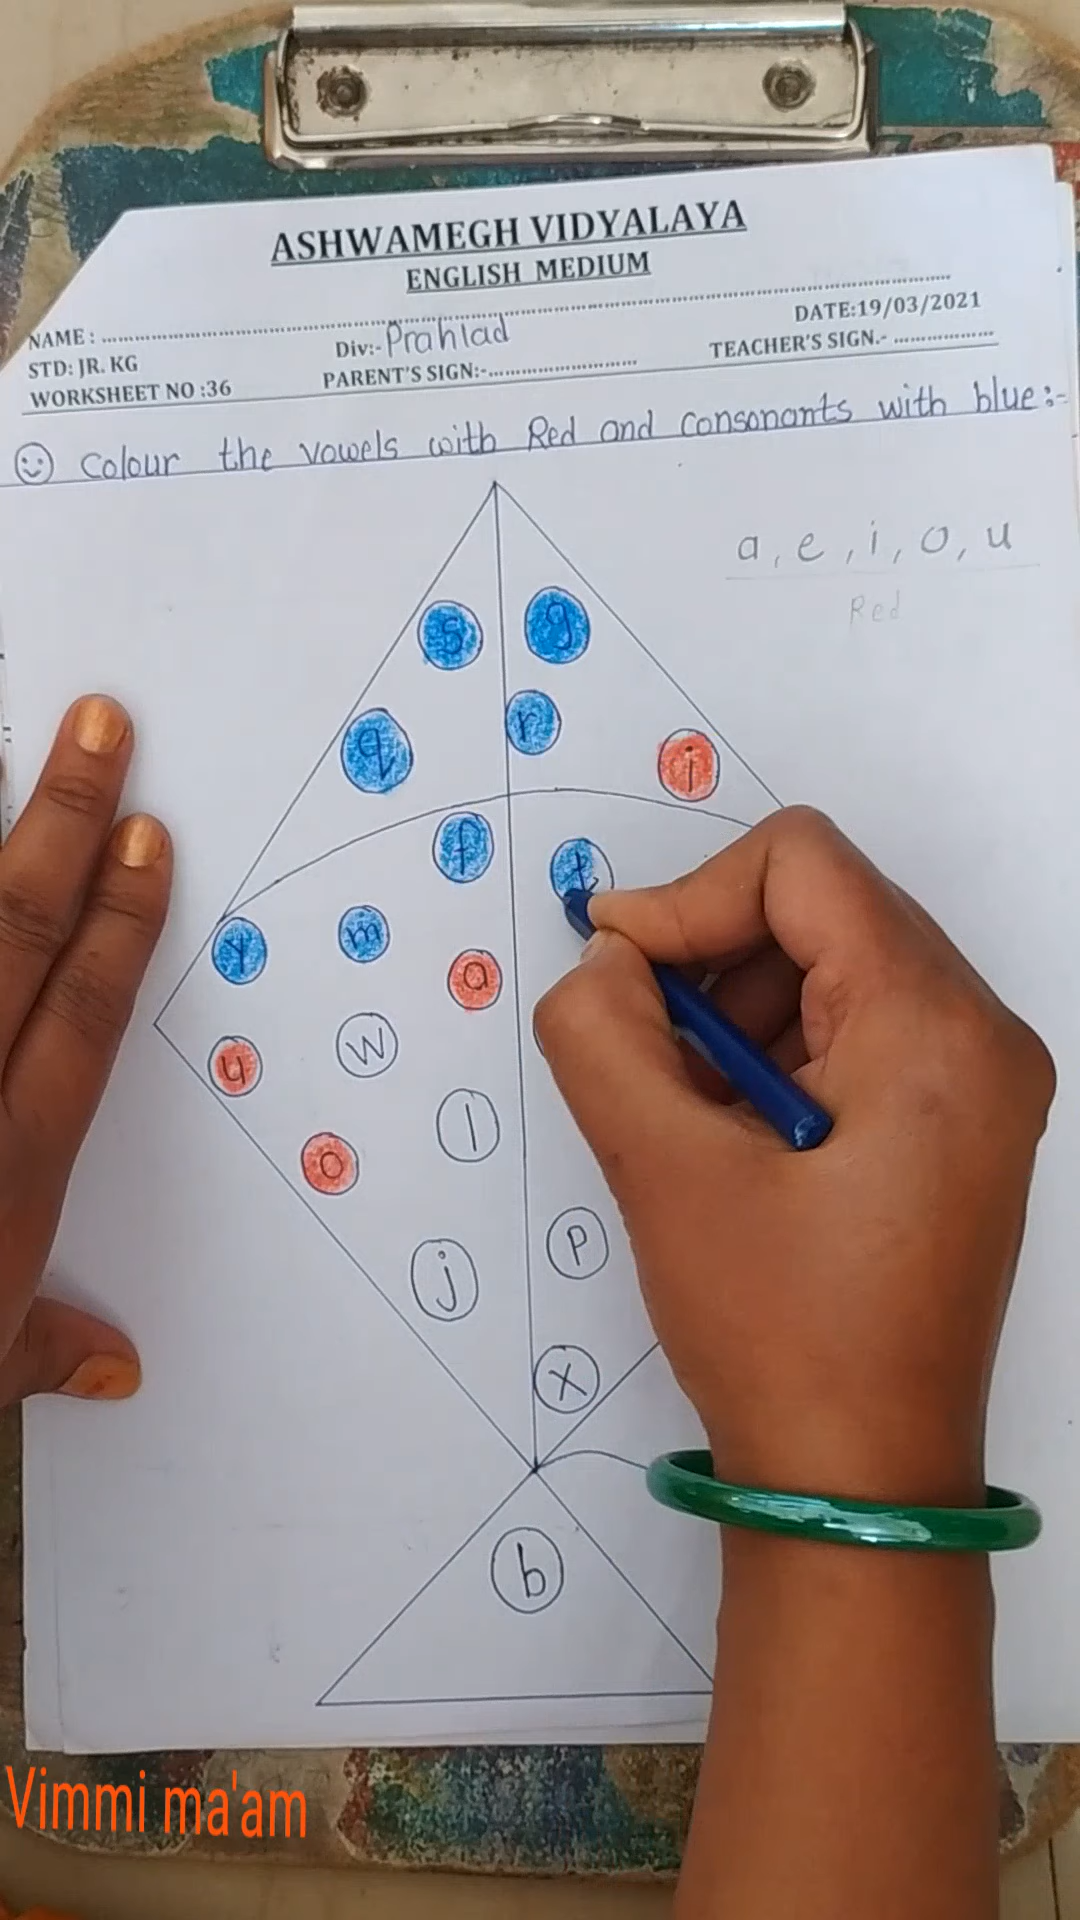 ASHWAMEGH VIDYALAYA
ENGLISH MEDIUM
NAME : ........................................
DATE:19/03/2021
STD: JR. KG
Div:- Prahlad
TEACHER'S SIGN.- ..................
WORKSHEET NO :36
PARENT'S SIGN:-..............................
Colour the vowels with Red and consonants with blue:-
a, e, i, o, u
Red
s g
q r i
f t
y m
a
u w
l
o
j p
x
b
Vimmi ma'am